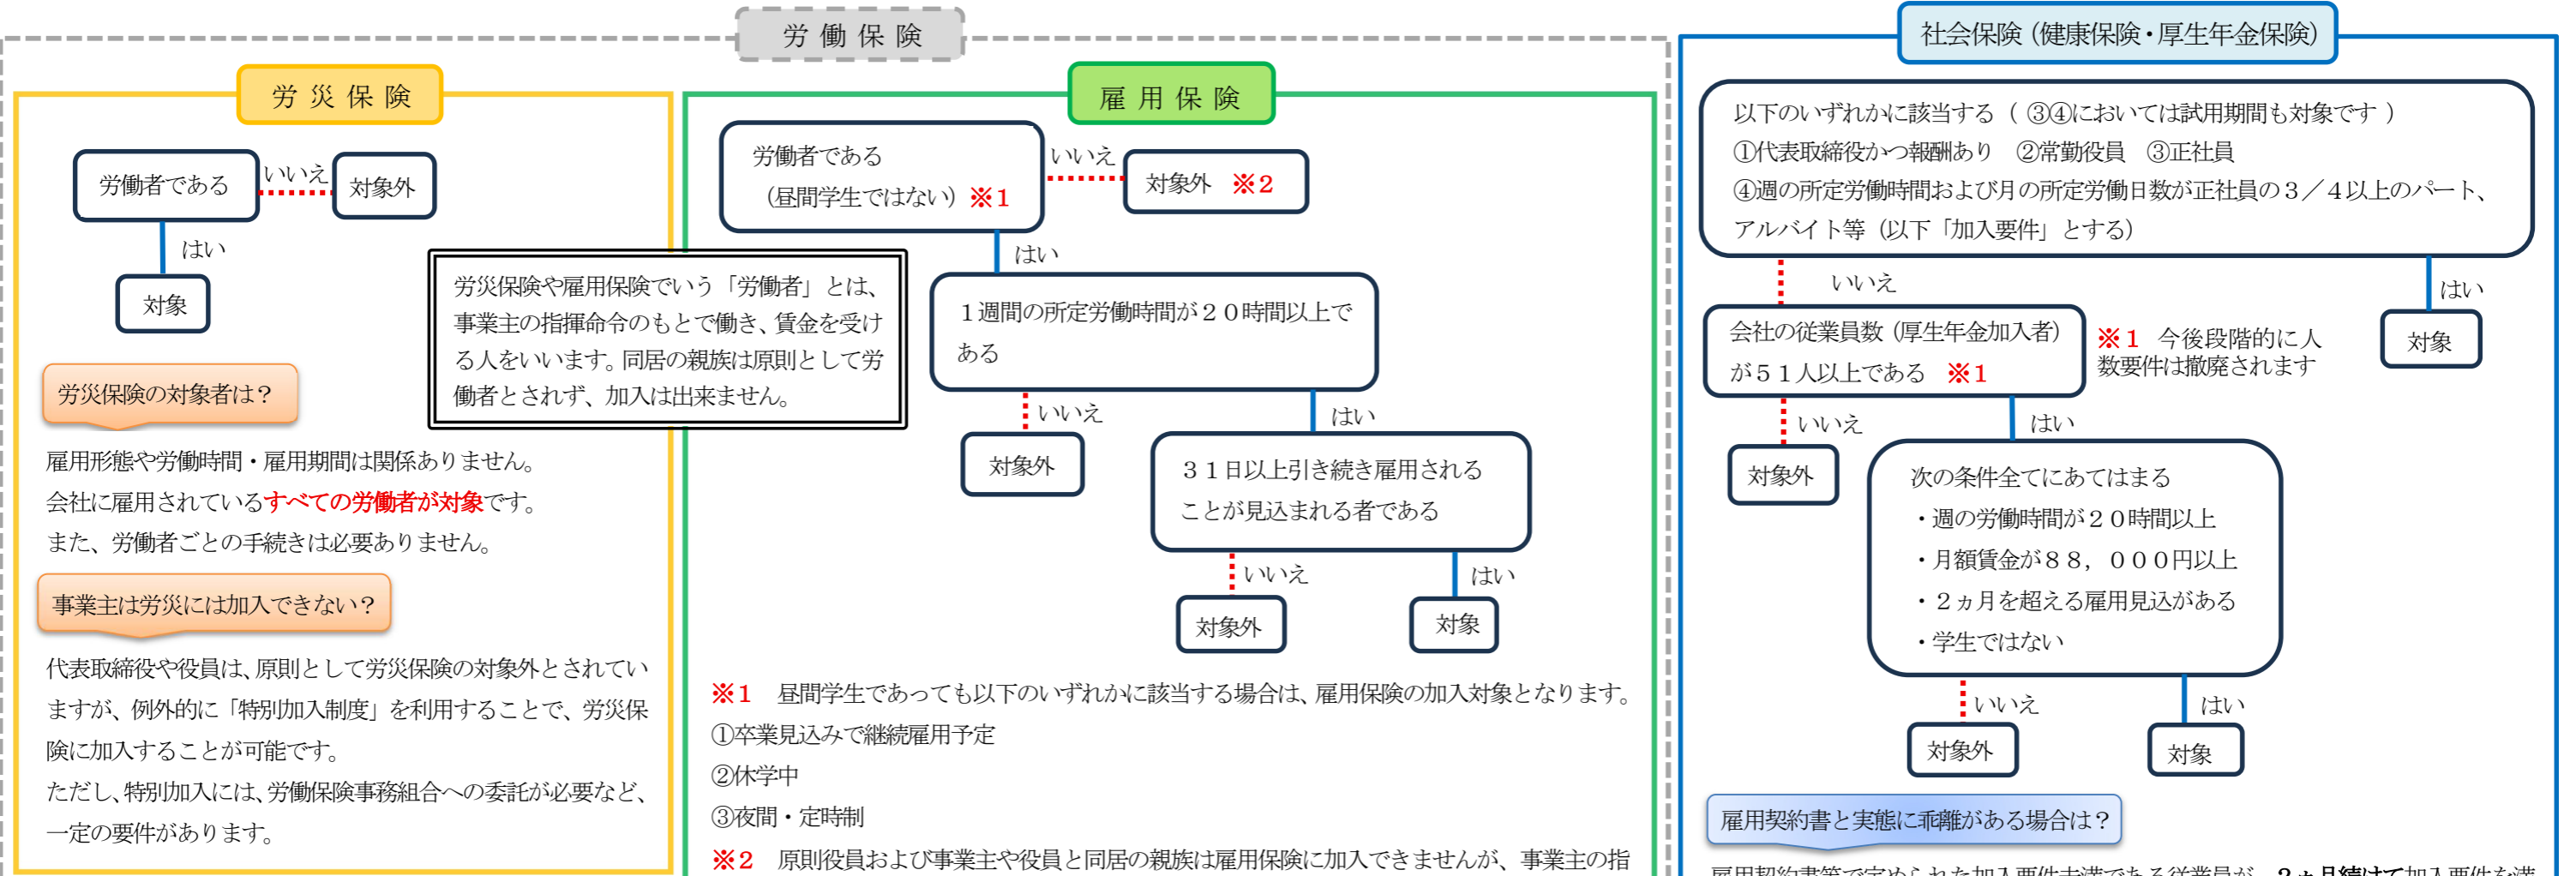 労働保険
労災保険
労働者である
いいえ
対象外
はい
対象
労災保険の対象者は？
雇用形態や労働時間・雇用期間は関係ありません。
会社に雇用されているすべての労働者が対象です。
また、労働者ごとの手続きは必要ありません。
事業主は労災には加入できない？
代表取締役や役員は、原則として労災保険の対象外とされてい
ますが、例外的に「特別加入制度」を利用することで、労災保
険に加入することが可能です。
ただし、特別加入には、労働保険事務組合への委託が必要など、
一定の要件があります。
労災保険や雇用保険でいう「労働者」とは、
事業主の指揮命令のもとで働き、賃金を受け
る人をいいます。同居の親族は原則として労
働者とされず、加入は出来ません。
雇用保険
労働者である
（昼間学生ではない）※１
いいえ
対象外　※２
はい
１週間の所定労働時間が２０時間以上で
ある
いいえ
対象外
はい
３１日以上引き続き雇用される
ことが見込まれる者である
いいえ
対象外
はい
対象
※１　昼間学生であっても以下のいずれかに該当する場合は、雇用保険の加入対象となります。
①卒業見込みで継続雇用予定
②休学中
③夜間・定時制
※２　原則役員および事業主や役員と同居の親族は雇用保険に加入できませんが、事業主の指
社会保険（健康保険・厚生年金保険）
以下のいずれかに該当する（ ③④においては試用期間も対象です ）
①代表取締役かつ報酬あり　②常勤役員　③正社員
④週の所定労働時間および月の所定労働日数が正社員の３／４以上のパート、
アルバイト等（以下「加入要件」とする）
いいえ
はい
対象
会社の従業員数（厚生年金加入者）
が５１人以上である　※１
※１　今後段階的に人
数要件は撤廃されます
いいえ
対象外
はい
次の条件全てにあてはまる
・週の労働時間が２０時間以上
・月額賃金が８８，０００円以上
・２ヵ月を超える雇用見込がある
・学生ではない
いいえ
対象外
はい
対象
雇用契約書と実態に乖離がある場合は？
雇用契約書等で定められた加入要件未満である従業員が、２ヵ月続けて加入要件を満